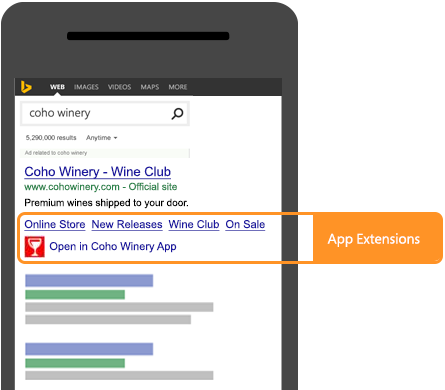 WEB IMAGES VIDEOS MAPS MORE
coho winery
5,290,000 results Anytime
Ad related to coho winery
Coho Winery - Wine Club
www.cohowinery.com - Official site
Premium wines shipped to your door.
Online Store New Releases Wine Club On Sale
Open in Coho Winery App
App Extensions